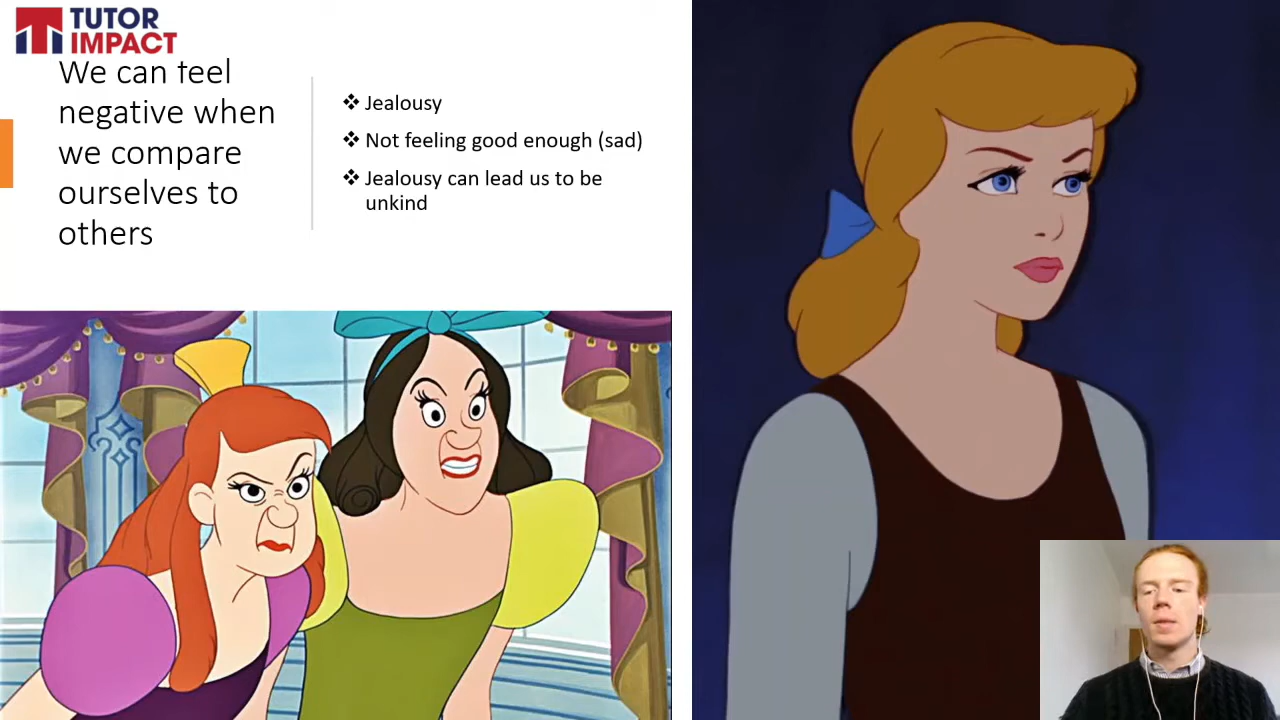 TUTOR
IMPACT
We can feel
negative when
we compare
ourselves to
others
❖ Jealousy
❖ Not feeling good enough (sad)
❖ Jealousy can lead us to be
unkind